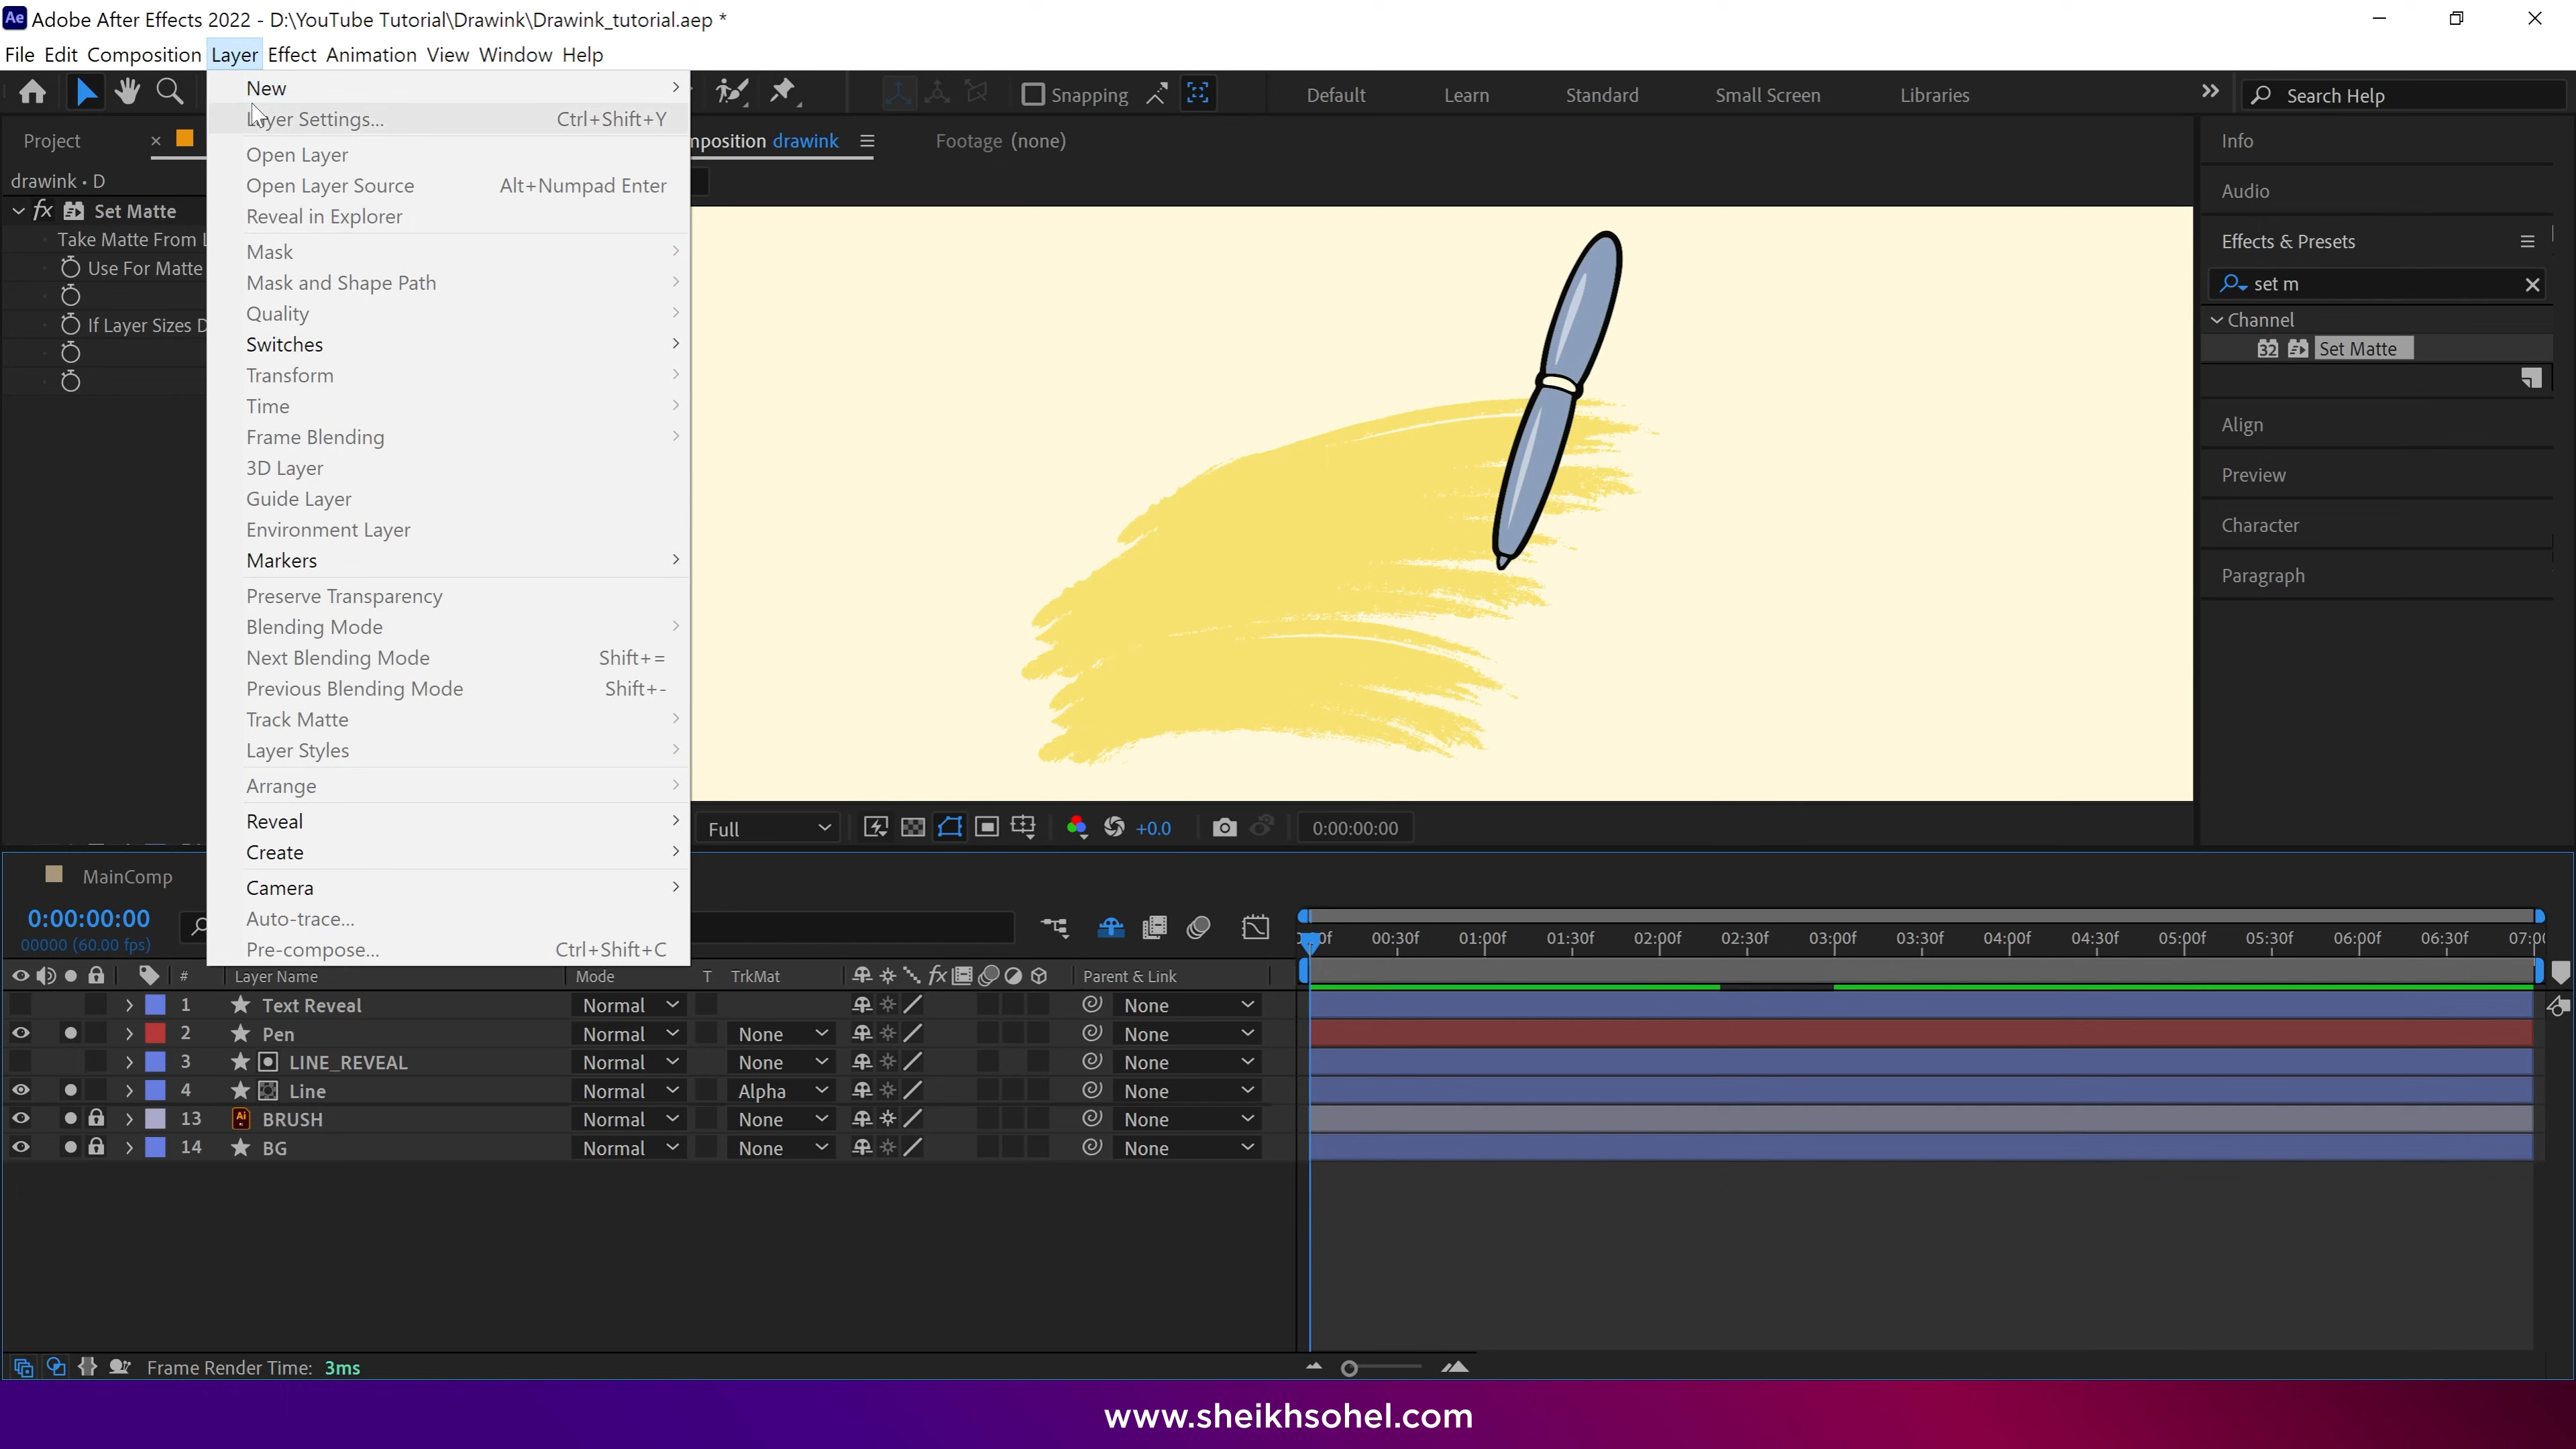 Ae Adobe After Effects 2022 - D:\YouTube Tutorial\Drawink\Drawink_tutorial.aep *
File Edit Composition Layer Effect Animation View Window Help
Snapping Default Learn Standard Small Screen Libraries Search Help
New
Layer Settings... Ctrl+Shift+Y
Open Layer
Open Layer Source Alt+Numpad Enter
Reveal in Explorer
Mask
Mask and Shape Path
Quality
Switches
Transform
Time
Frame Blending
3D Layer
Guide Layer
Environment Layer
Markers
Preserve Transparency
Blending Mode
Next Blending Mode Shift+=
Previous Blending Mode Shift+-
Track Matte
Layer Styles
Arrange
Reveal
Create
Camera
Auto-trace...
Pre-compose... Ctrl+Shift+C
Project
drawink • D
fx Set Matte
Take Matte From L
Use For Matte
If Layer Sizes D
mposition drawink
Footage (none)
Info
Audio
Effects & Presets
set m
Channel
32 Set Matte
Align
Preview
Character
Paragraph
Full +0.0 0:00:00:00
MainComp
0:00:00:00
00000 (60.00 fps)
00:30f 01:00f 01:30f 02:00f 02:30f 03:00f 03:30f 04:00f 04:30f 05:00f 05:30f 06:00f 06:30f
# Layer Name Mode T TrkMat fx Parent & Link
1 Text Reveal Normal None
2 Pen Normal None None
3 LINE_REVEAL Normal None None
4 Line Normal Alpha None
13 Ai BRUSH Normal None None
14 BG Normal None None
Frame Render Time: 3ms
www.sheikhsohel.com